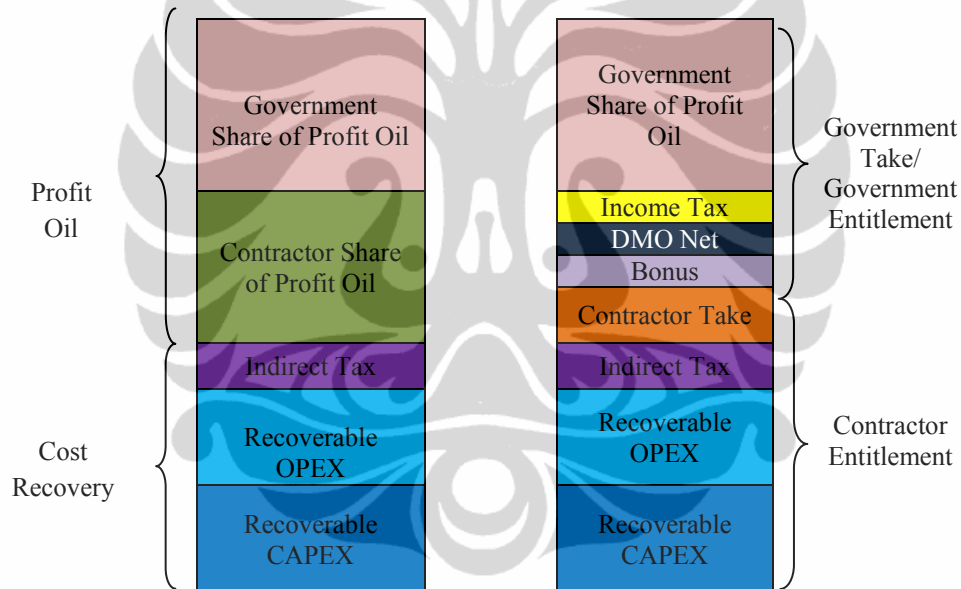 Profit
Oil
Cost
Recovery
Government
Share of Profit Oil
Contractor Share
of Profit Oil
Indirect Tax
Recoverable
OPEX
Recoverable
CAPEX
Government
Share of Profit
Oil
Income Tax
DMO Net
Bonus
Contractor Take
Indirect Tax
Recoverable
OPEX
Recoverable
CAPEX
Government
Take/
Government
Entitlement
Contractor
Entitlement